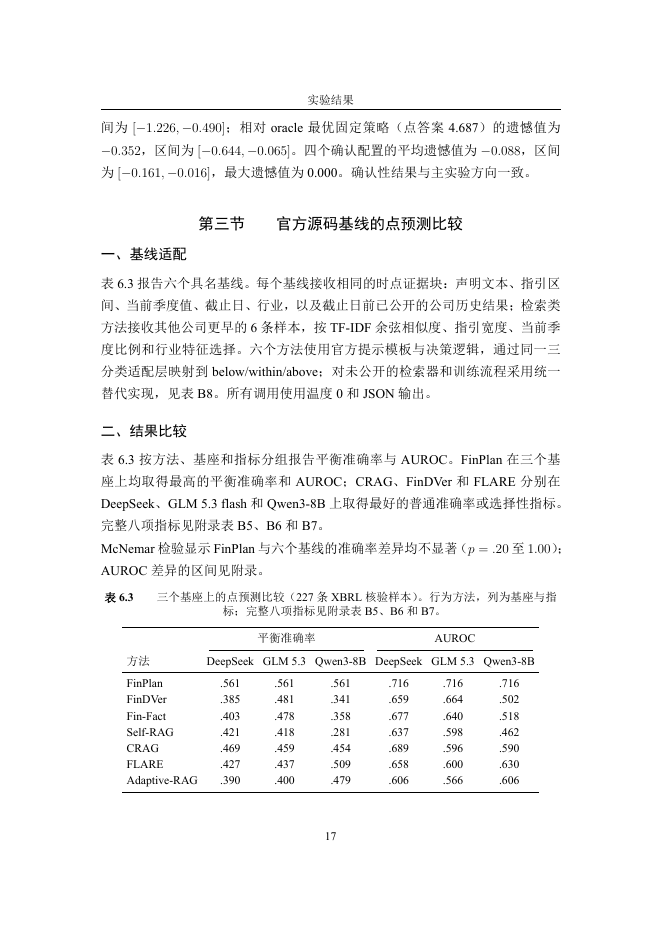 实验结果
间为 [−1.226, −0.490]；相对 oracle 最优固定策略（点答案 4.687）的遗憾值为
−0.352，区间为 [−0.644, −0.065]。四个确认配置的平均遗憾值为 −0.088，区间
为 [−0.161, −0.016]，最大遗憾值为 0.000。确认性结果与主实验方向一致。
第三节 官方源码基线的点预测比较
一、基线适配
表 6.3 报告六个具名基线。每个基线接收相同的时点证据块：声明文本、指引区
间、当前季度值、截止日、行业，以及截止日前已公开的公司历史结果；检索类
方法接收其他公司更早的 6 条样本，按 TF-IDF 余弦相似度、指引宽度、当前季
度比例和行业特征选择。六个方法使用官方提示模板与决策逻辑，通过同一三
分类适配层映射到 below/within/above；对未公开的检索器和训练流程采用统一
替代实现，见表 B8。所有调用使用温度 0 和 JSON 输出。
二、结果比较
表 6.3 按方法、基座和指标分组报告平衡准确率与 AUROC。FinPlan 在三个基
座上均取得最高的平衡准确率和 AUROC；CRAG、FinDVer 和 FLARE 分别在
DeepSeek、GLM 5.3 flash 和 Qwen3-8B 上取得最好的普通准确率或选择性指标。
完整八项指标见附录表 B5、B6 和 B7。
McNemar 检验显示 FinPlan 与六个基线的准确率差异均不显著（p = .20 至 1.00）；
AUROC 差异的区间见附录。
表 6.3 三个基座上的点预测比较（227 条 XBRL 核验样本）。行为方法，列为基座与指
标；完整八项指标见附录表 B5、B6 和 B7。
平衡准确率 AUROC
方法 DeepSeek GLM 5.3 Qwen3-8B DeepSeek GLM 5.3 Qwen3-8B
FinPlan .561 .561 .561 .716 .716 .716
FinDVer .385 .481 .341 .659 .664 .502
Fin-Fact .403 .478 .358 .677 .640 .518
Self-RAG .421 .418 .281 .637 .598 .462
CRAG .469 .459 .454 .689 .596 .590
FLARE .427 .437 .509 .658 .600 .630
Adaptive-RAG .390 .400 .479 .606 .566 .606
17